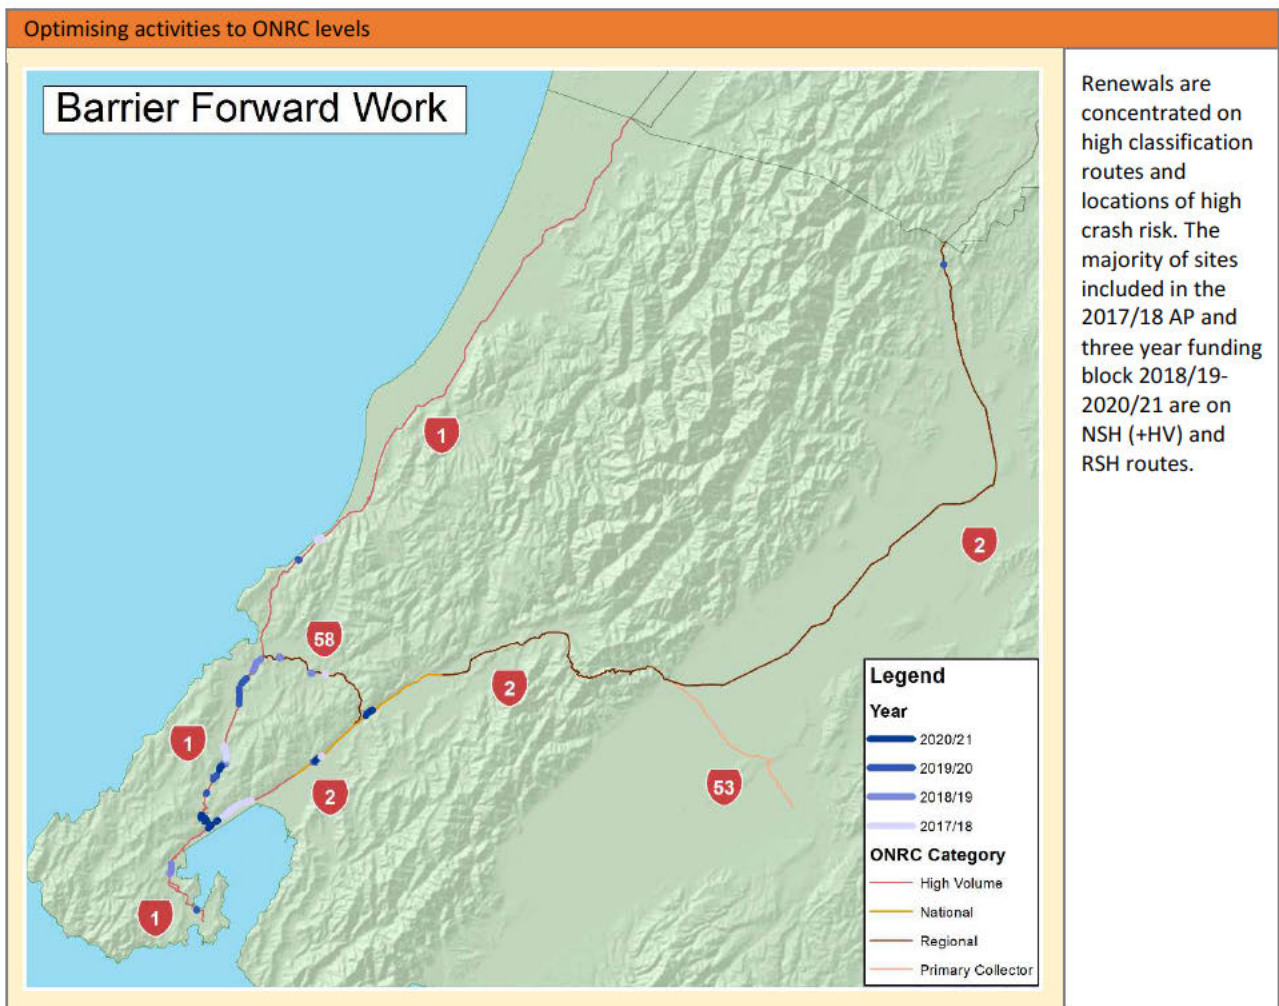 Optimising activities to ONRC levels
Barrier Forward Work
1
2
58
2
1
2
53
1
Legend
Year
2020/21
2019/20
2018/19
2017/18
ONRC Category
High Volume
National
Regional
Primary Collector
Renewals are
concentrated on
high classification
routes and
locations of high
crash risk. The
majority of sites
included in the
2017/18 AP and
three year funding
block 2018/19-
2020/21 are on
NSH (+HV) and
RSH routes.